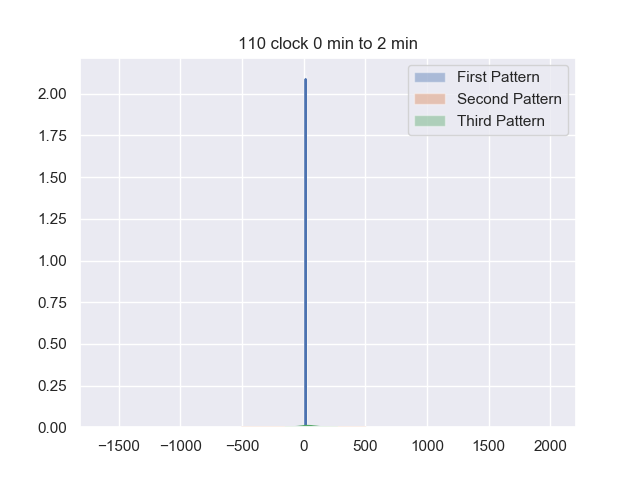 110 clock 0 min to 2 min
First Pattern
Second Pattern
Third Pattern
2.00
1.75
1.50
1.25
1.00
0.75
0.50
0.25
0.00
−1500 −1000 −500 0 500 1000 1500 2000